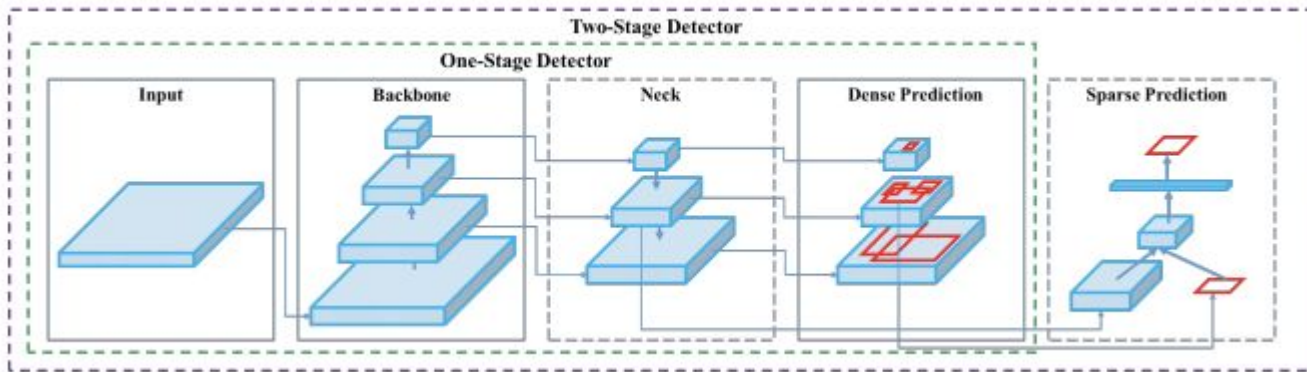 Two-Stage Detector
One-Stage Detector
Input
Backbone
Neck
Dense Prediction
Sparse Prediction